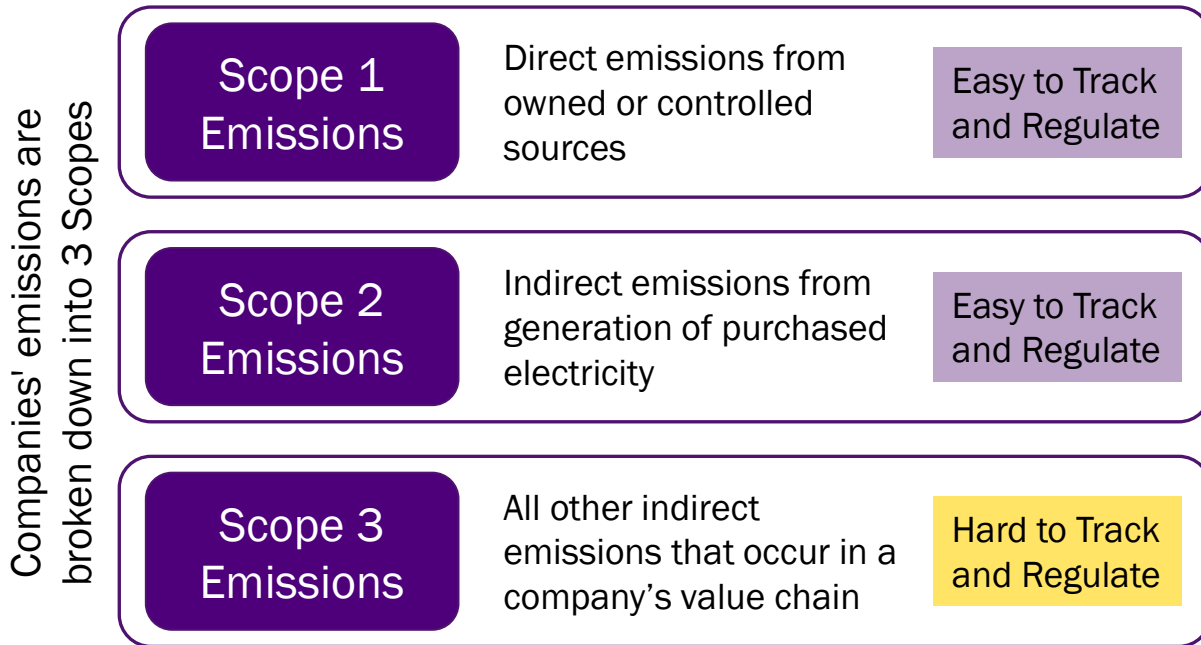 Companies' emissions are
broken down into 3 Scopes
Scope 1
Emissions
Direct emissions from
owned or controlled
sources
Easy to Track
and Regulate
Scope 2
Emissions
Indirect emissions from
generation of purchased
electricity
Easy to Track
and Regulate
Scope 3
Emissions
All other indirect
emissions that occur in a
company’s value chain
Hard to Track
and Regulate